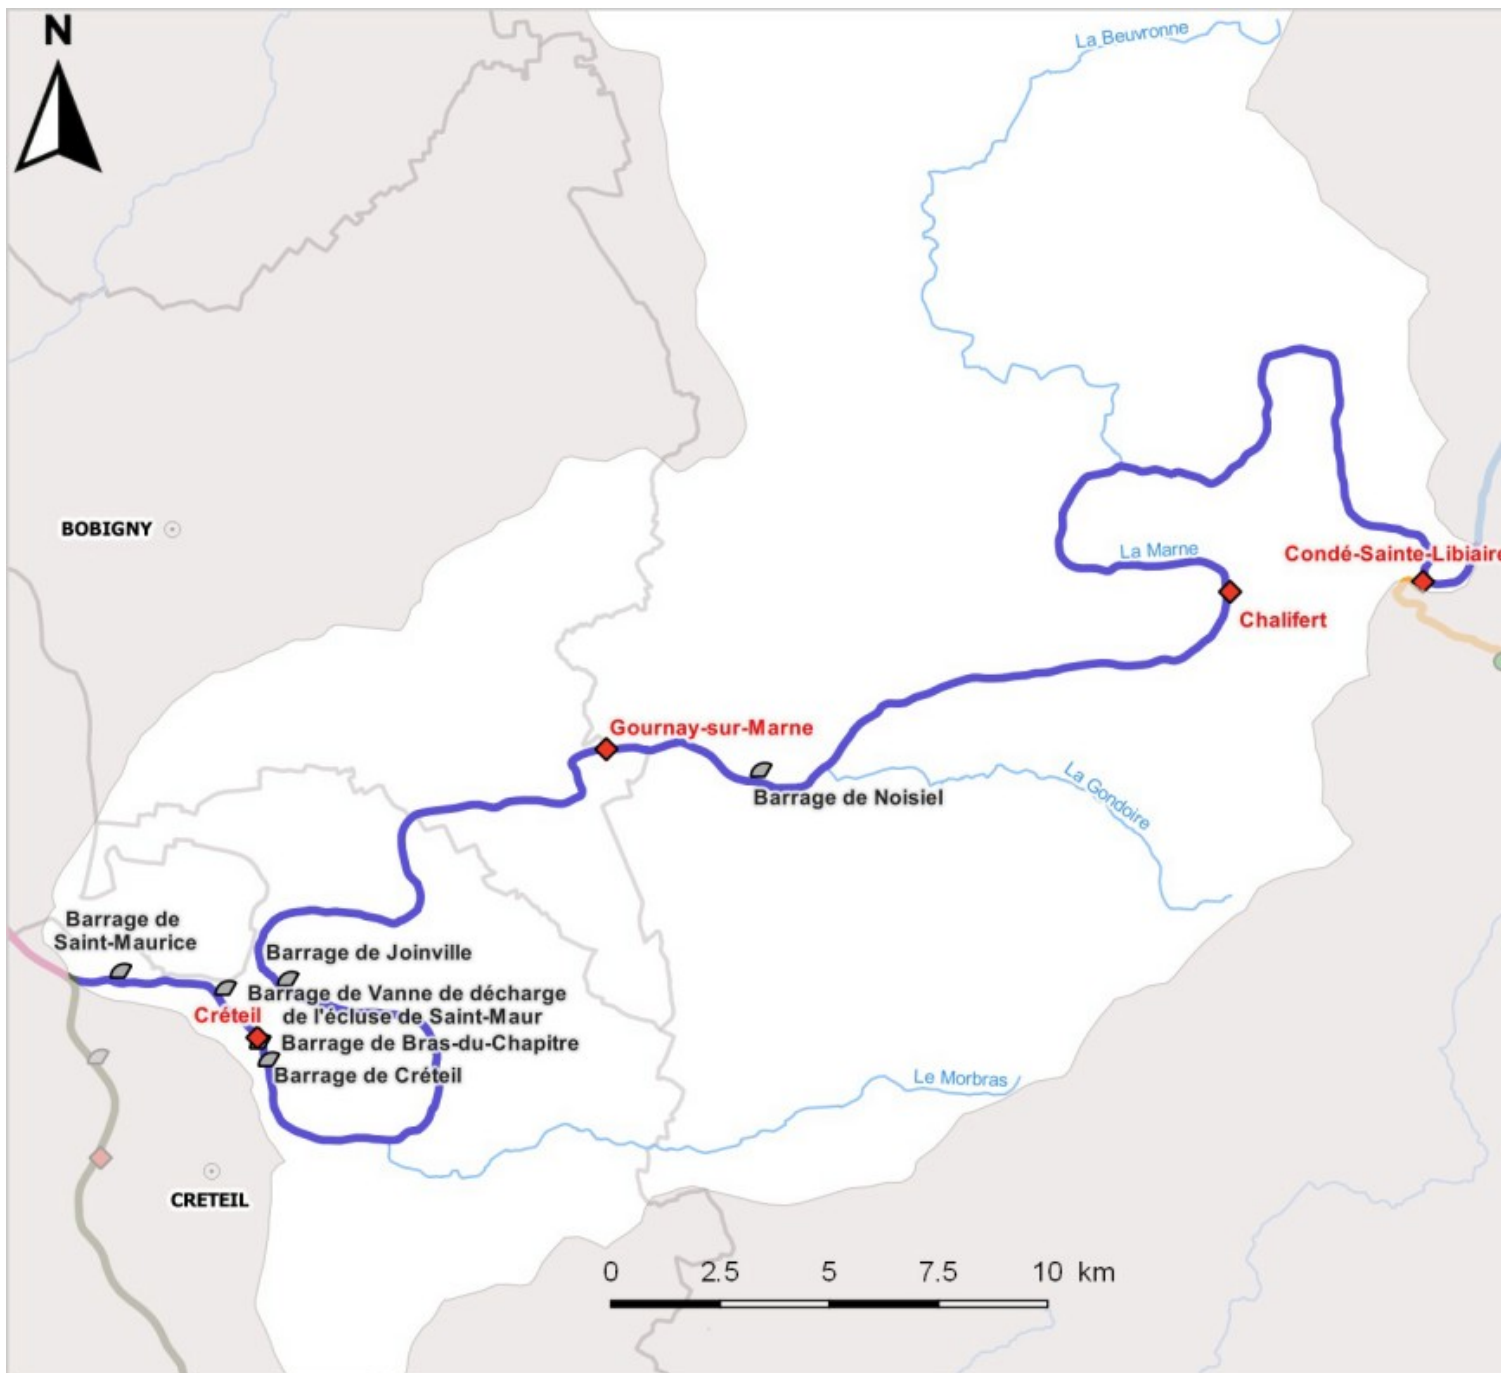 N
La Beuvronne
BOBIGNY
La Marne
Condé-Sainte-Libiaire
Chalifert
Gournay-sur-Marne
Barrage de Noisiel
La Gondoire
Barrage de
Saint-Maurice
Barrage de Joinville
Barrage de Vanne de décharge
de l'écluse de Saint-Maur
Créteil
Barrage de Bras-du-Chapitre
Barrage de Créteil
Le Morbras
CRETEIL
0 2.5 5 7.5 10 km